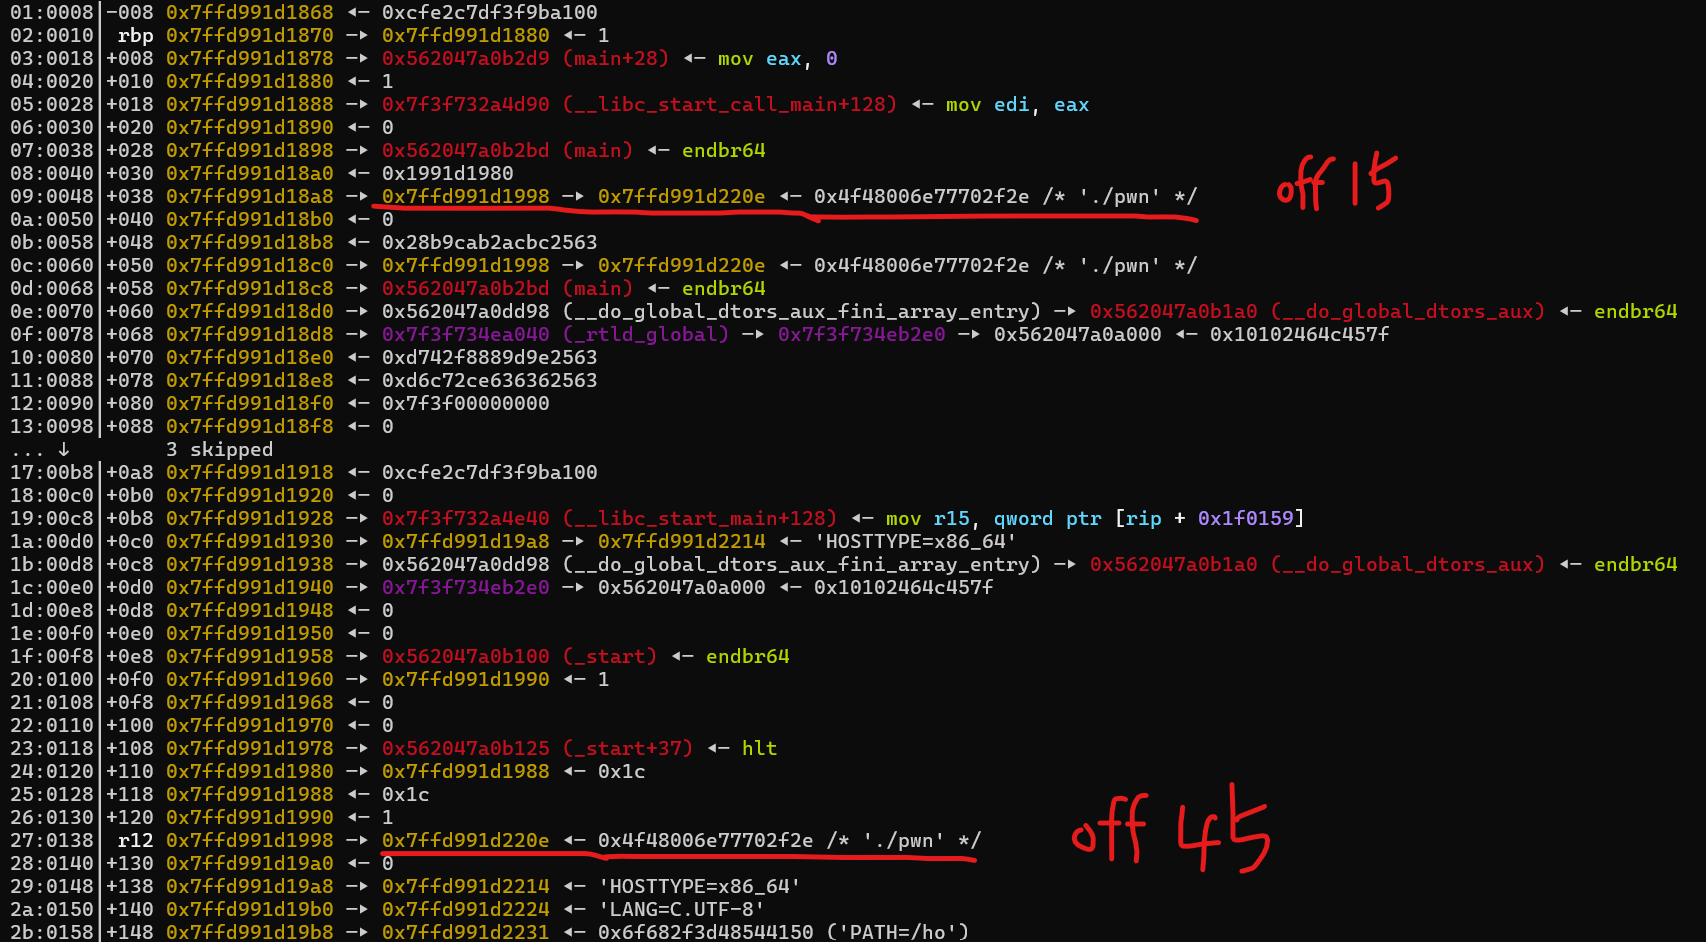 01:0008│-008 0x7ffd991d1868 ◂— 0xcfe2c7df3f9ba100
02:0010│ rbp 0x7ffd991d1870 —▸ 0x7ffd991d1880 ◂— 1
03:0018│+008 0x7ffd991d1878 —▸ 0x562047a0b2d9 (main+28) ◂— mov eax, 0
04:0020│+010 0x7ffd991d1880 ◂— 1
05:0028│+018 0x7ffd991d1888 —▸ 0x7f3f732a4d90 (__libc_start_call_main+128) ◂— mov edi, eax
06:0030│+020 0x7ffd991d1890 ◂— 0
07:0038│+028 0x7ffd991d1898 —▸ 0x562047a0b2bd (main) ◂— endbr64
08:0040│+030 0x7ffd991d18a0 ◂— 0x1991d1980
09:0048│+038 0x7ffd991d18a8 —▸ 0x7ffd991d1998 —▸ 0x7ffd991d220e ◂— 0x4f48006e77702f2e /* './pwn' */
off 15
0a:0050│+040 0x7ffd991d18b0 ◂— 0
0b:0058│+048 0x7ffd991d18b8 ◂— 0x28b9cab2acbc2563
0c:0060│+050 0x7ffd991d18c0 —▸ 0x7ffd991d1998 —▸ 0x7ffd991d220e ◂— 0x4f48006e77702f2e /* './pwn' */
0d:0068│+058 0x7ffd991d18c8 —▸ 0x562047a0b2bd (main) ◂— endbr64
0e:0070│+060 0x7ffd991d18d0 —▸ 0x562047a0dd98 (__do_global_dtors_aux_fini_array_entry) —▸ 0x562047a0b1a0 (__do_global_dtors_aux) ◂— endbr64
0f:0078│+068 0x7ffd991d18d8 —▸ 0x7f3f734ea040 (_rtld_global) —▸ 0x7f3f734eb2e0 —▸ 0x562047a0a000 ◂— 0x10102464c457f
10:0080│+070 0x7ffd991d18e0 ◂— 0xd742f8889d9e2563
11:0088│+078 0x7ffd991d18e8 ◂— 0xd6c72ce636362563
12:0090│+080 0x7ffd991d18f0 ◂— 0x7f3f00000000
13:0098│+088 0x7ffd991d18f8 ◂— 0
... ↓ 3 skipped
17:00b8│+0a8 0x7ffd991d1918 ◂— 0xcfe2c7df3f9ba100
18:00c0│+0b0 0x7ffd991d1920 ◂— 0
19:00c8│+0b8 0x7ffd991d1928 —▸ 0x7f3f732a4e40 (__libc_start_main+128) ◂— mov r15, qword ptr [rip + 0x1f0159]
1a:00d0│+0c0 0x7ffd991d1930 —▸ 0x7ffd991d19a8 —▸ 0x7ffd991d2214 ◂— 'HOSTTYPE=x86_64'
1b:00d8│+0c8 0x7ffd991d1938 —▸ 0x562047a0dd98 (__do_global_dtors_aux_fini_array_entry) —▸ 0x562047a0b1a0 (__do_global_dtors_aux) ◂— endbr64
1c:00e0│+0d0 0x7ffd991d1940 —▸ 0x7f3f734eb2e0 —▸ 0x562047a0a000 ◂— 0x10102464c457f
1d:00e8│+0d8 0x7ffd991d1948 ◂— 0
1e:00f0│+0e0 0x7ffd991d1950 ◂— 0
1f:00f8│+0e8 0x7ffd991d1958 —▸ 0x562047a0b100 (_start) ◂— endbr64
20:0100│+0f0 0x7ffd991d1960 —▸ 0x7ffd991d1990 ◂— 1
21:0108│+0f8 0x7ffd991d1968 ◂— 0
22:0110│+100 0x7ffd991d1970 ◂— 0
23:0118│+108 0x7ffd991d1978 —▸ 0x562047a0b125 (_start+37) ◂— hlt
24:0120│+110 0x7ffd991d1980 —▸ 0x7ffd991d1988 ◂— 0x1c
25:0128│+118 0x7ffd991d1988 ◂— 0x1c
26:0130│+120 0x7ffd991d1990 ◂— 1
27:0138│ r12 0x7ffd991d1998 —▸ 0x7ffd991d220e ◂— 0x4f48006e77702f2e /* './pwn' */
off 45
28:0140│+130 0x7ffd991d19a0 ◂— 0
29:0148│+138 0x7ffd991d19a8 —▸ 0x7ffd991d2214 ◂— 'HOSTTYPE=x86_64'
2a:0150│+140 0x7ffd991d19b0 —▸ 0x7ffd991d2224 ◂— 'LANG=C.UTF-8'
2b:0158│+148 0x7ffd991d19b8 —▸ 0x7ffd991d2231 ◂— 0x6f682f3d48544150 ('PATH=/ho')